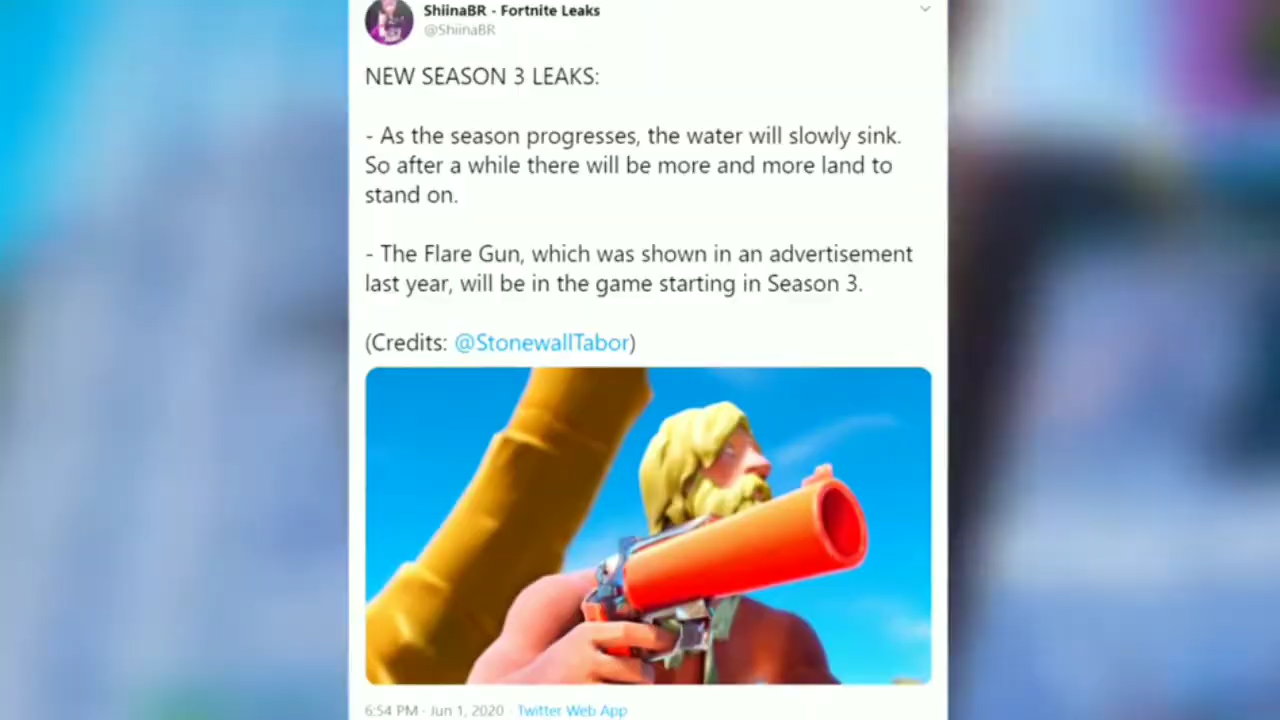 ShiinaBR - Fortnite Leaks
@ShiinaBR
NEW SEASON 3 LEAKS:
- As the season progresses, the water will slowly sink.
So after a while there will be more and more land to
stand on.
- The Flare Gun, which was shown in an advertisement
last year, will be in the game starting in Season 3.
(Credits: @StonewallTabor)
6:54 PM · Jun 1, 2020 · Twitter Web App